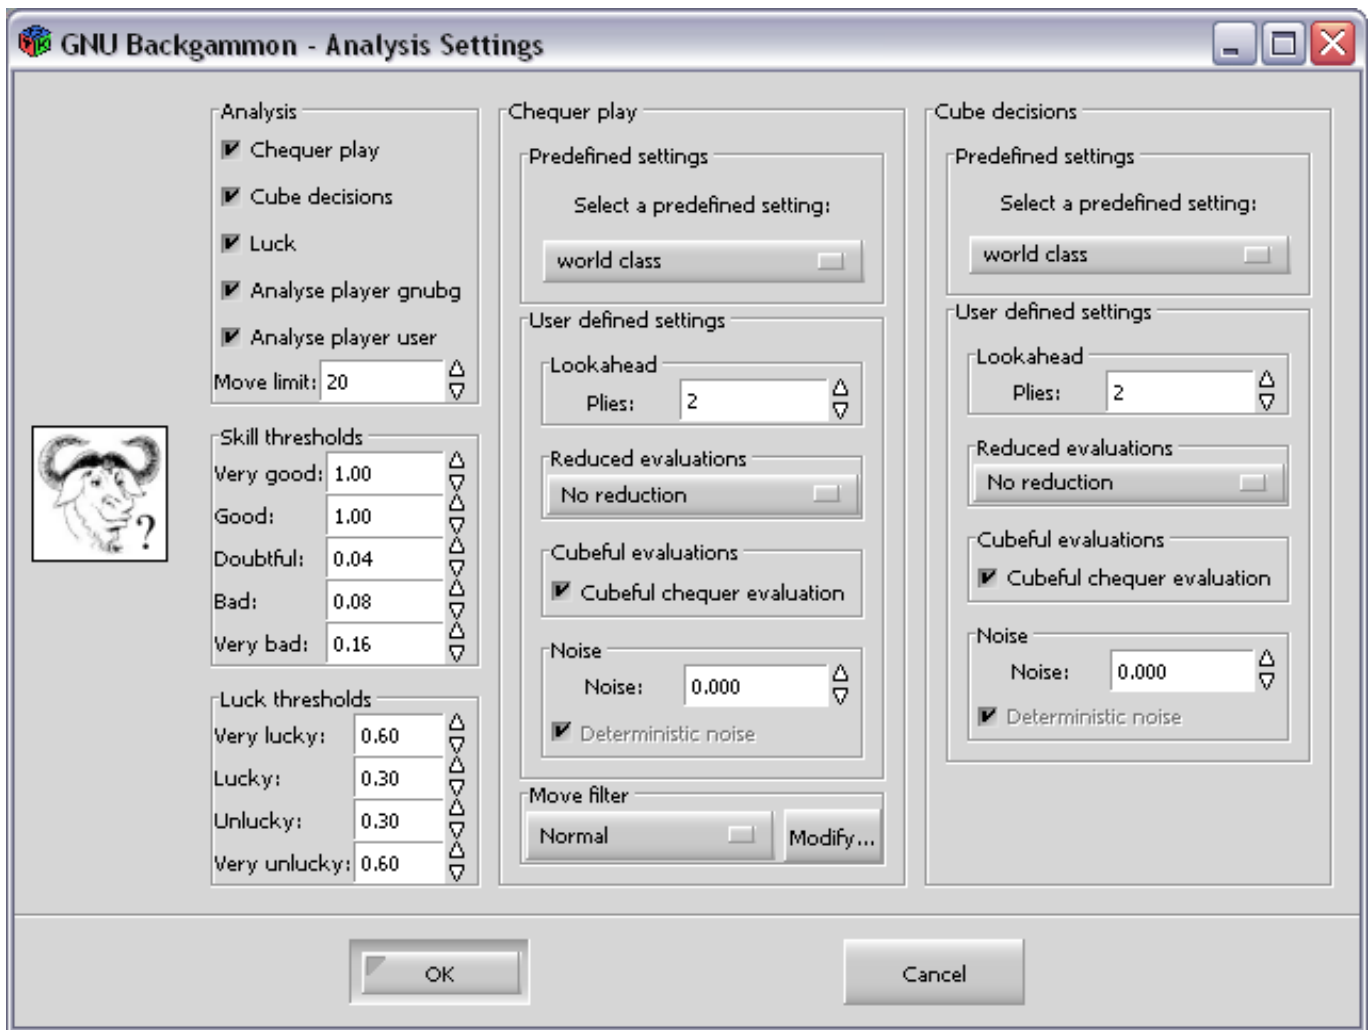 GNU Backgammon - Analysis Settings
Analysis
Chequer play
Cube decisions
Luck
Analyse player gnubg
Analyse player user
Move limit: 20
Skill thresholds
Very good: 1.00
Good: 1.00
Doubtful: 0.04
Bad: 0.08
Very bad: 0.16
Luck thresholds
Very lucky: 0.60
Lucky: 0.30
Unlucky: 0.30
Very unlucky: 0.60
?
Chequer play
Predefined settings
Select a predefined setting:
world class
User defined settings
Lookahead
Plies: 2
Reduced evaluations
No reduction
Cubeful evaluations
Cubeful chequer evaluation
Noise
Noise: 0.000
Deterministic noise
Move filter
Normal
Modify...
Cube decisions
Predefined settings
Select a predefined setting:
world class
User defined settings
Lookahead
Plies: 2
Reduced evaluations
No reduction
Cubeful evaluations
Cubeful chequer evaluation
Noise
Noise: 0.000
Deterministic noise
OK
Cancel